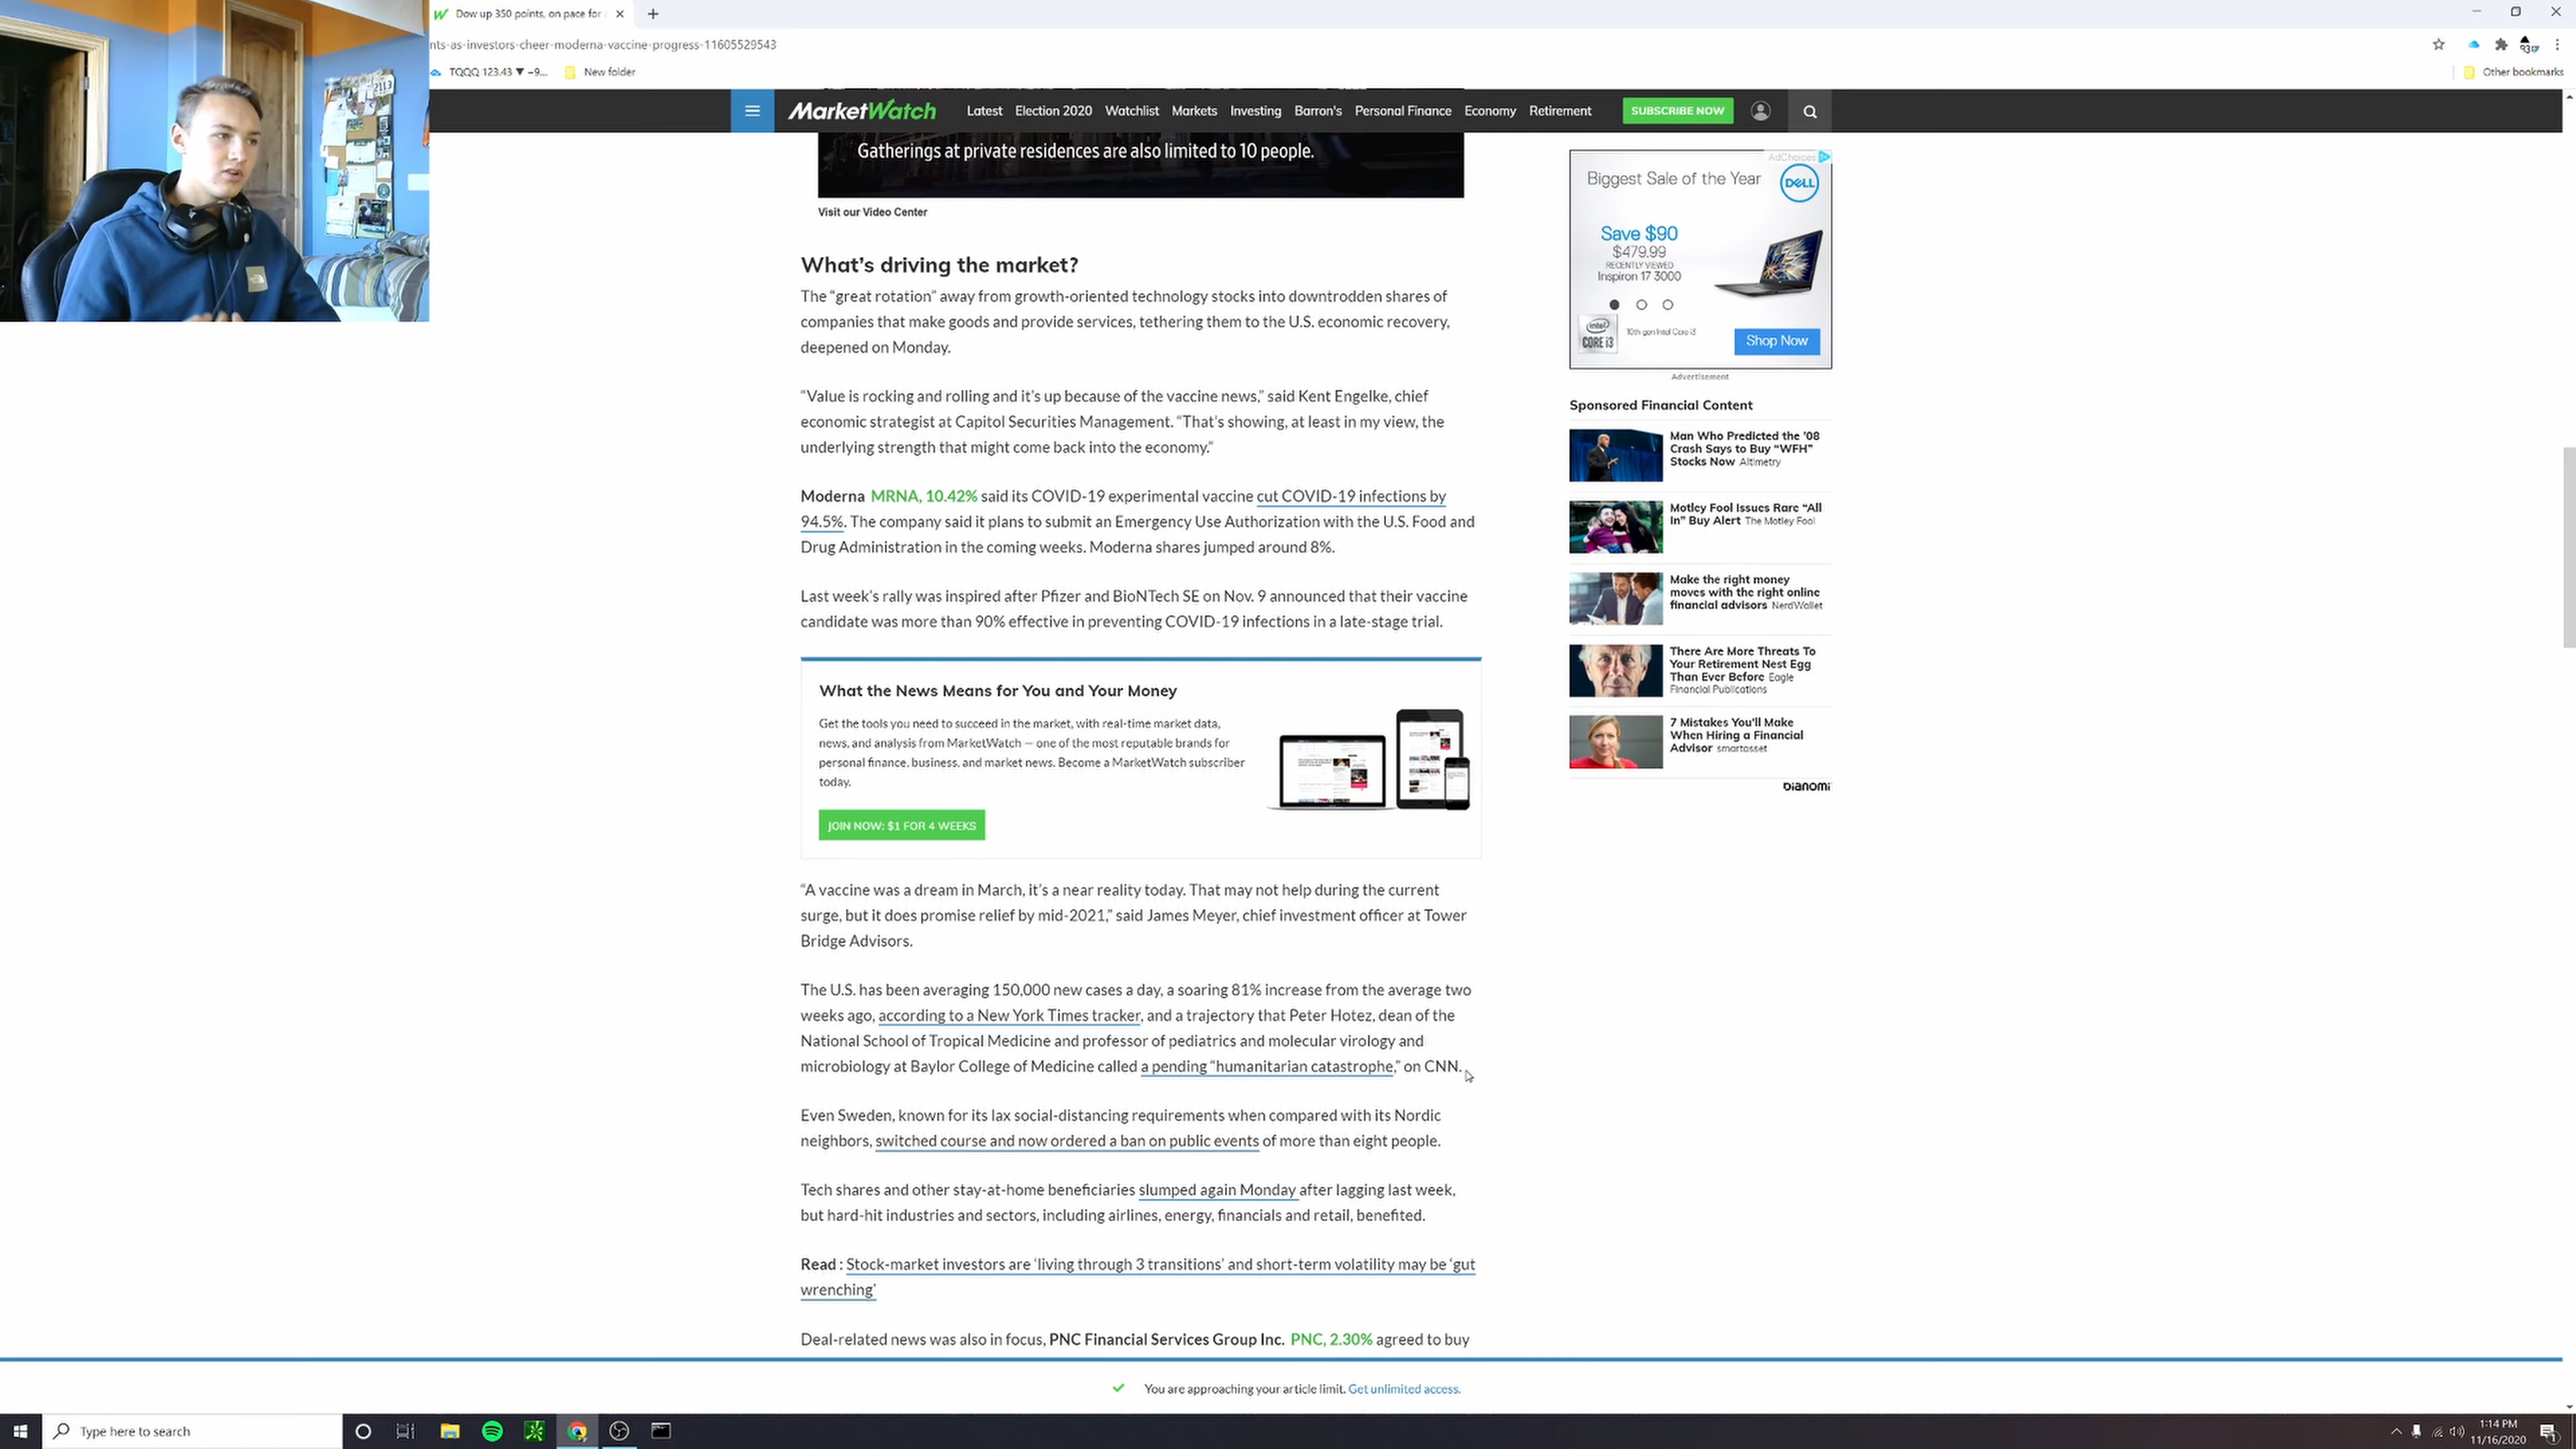 Dow up 350 points, on pace for
nts-as-investors-cheer-moderna-vaccine-progress-11605529543
TQQQ 123.43 ▼ −9...
New folder
Other bookmarks
MarketWatch
Latest
Election 2020
Watchlist
Markets
Investing
Barron's
Personal Finance
Economy
Retirement
SUBSCRIBE NOW
Gatherings at private residences are also limited to 10 people.
Visit our Video Center
What's driving the market?
The “great rotation” away from growth-oriented technology stocks into downtrodden shares of
companies that make goods and provide services, tethering them to the U.S. economic recovery,
deepened on Monday.
“Value is rocking and rolling and it's up because of the vaccine news,” said Kent Engelke, chief
economic strategist at Capitol Securities Management. “That's showing, at least in my view, the
underlying strength that might come back into the economy.”
Moderna MRNA, 10.42% said its COVID-19 experimental vaccine cut COVID-19 infections by
94.5%. The company said it plans to submit an Emergency Use Authorization with the U.S. Food and
Drug Administration in the coming weeks. Moderna shares jumped around 8%.
Last week's rally was inspired after Pfizer and BioNTech SE on Nov. 9 announced that their vaccine
candidate was more than 90% effective in preventing COVID-19 infections in a late-stage trial.
What the News Means for You and Your Money
Get the tools you need to succeed in the market, with real-time market data,
news, and analysis from MarketWatch — one of the most reputable brands for
personal finance, business, and market news. Become a MarketWatch subscriber
today.
JOIN NOW: $1 FOR 4 WEEKS
“A vaccine was a dream in March, it's a near reality today. That may not help during the current
surge, but it does promise relief by mid-2021,” said James Meyer, chief investment officer at Tower
Bridge Advisors.
The U.S. has been averaging 150,000 new cases a day, a soaring 81% increase from the average two
weeks ago, according to a New York Times tracker, and a trajectory that Peter Hotez, dean of the
National School of Tropical Medicine and professor of pediatrics and molecular virology and
microbiology at Baylor College of Medicine called a pending “humanitarian catastrophe,” on CNN.
Even Sweden, known for its lax social-distancing requirements when compared with its Nordic
neighbors, switched course and now ordered a ban on public events of more than eight people.
Tech shares and other stay-at-home beneficiaries slumped again Monday after lagging last week,
but hard-hit industries and sectors, including airlines, energy, financials and retail, benefited.
Read : Stock-market investors are ‘living through 3 transitions’ and short-term volatility may be ‘gut
wrenching’
Deal-related news was also in focus, PNC Financial Services Group Inc. PNC, 2.30% agreed to buy
AdChoices
Biggest Sale of the Year
DELL
Save $90
$479.99
RECENTLY VIEWED
Inspiron 17 3000
intel
CORE i3
10th gen Intel Core i3
Shop Now
Advertisement
Sponsored Financial Content
Man Who Predicted the '08
Crash Says to Buy “WFH”
Stocks Now Altimetry
Motley Fool Issues Rare “All
In” Buy Alert The Motley Fool
Make the right money
moves with the right online
financial advisors NerdWallet
There Are More Threats To
Your Retirement Nest Egg
Than Ever Before Eagle
Financial Publications
7 Mistakes You'll Make
When Hiring a Financial
Advisor smartasset
DIANOMI
You are approaching your article limit. Get unlimited access.
Type here to search
1:14 PM
11/16/2020